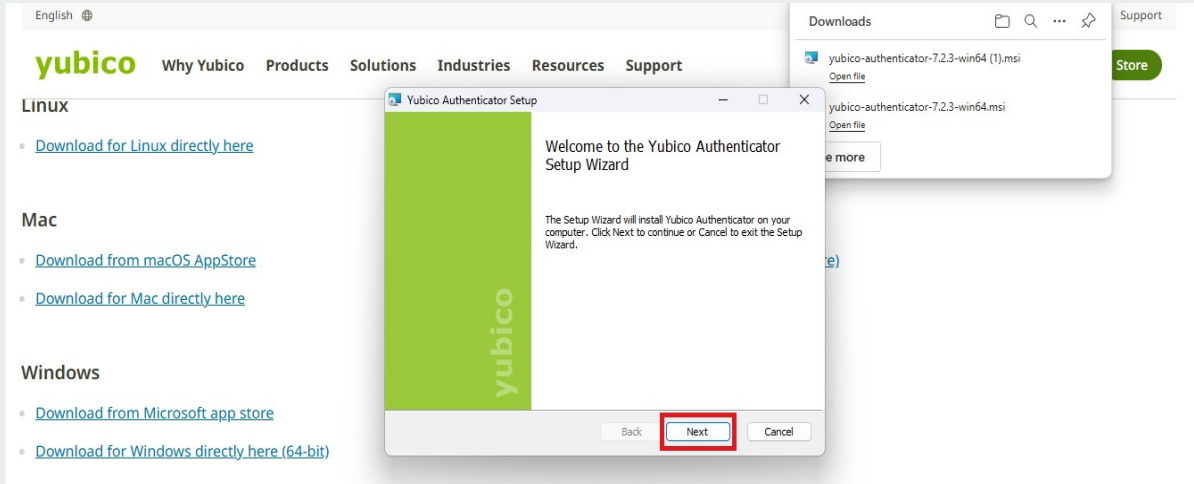 English
Support
yubico
Why Yubico Products Solutions Industries Resources Support
Store
Downloads
yubico-authenticator-7.2.3-win64 (1).msi
Open file
yubico-authenticator-7.2.3-win64.msi
Open file
more
Linux
Download for Linux directly here
Mac
Download from macOS AppStore
Download for Mac directly here
Windows
Download from Microsoft app store
Download for Windows directly here (64-bit)
Yubico Authenticator Setup
Welcome to the Yubico Authenticator
Setup Wizard
The Setup Wizard will install Yubico Authenticator on your
computer. Click Next to continue or Cancel to exit the Setup
Wizard.
yubico
Back Next Cancel